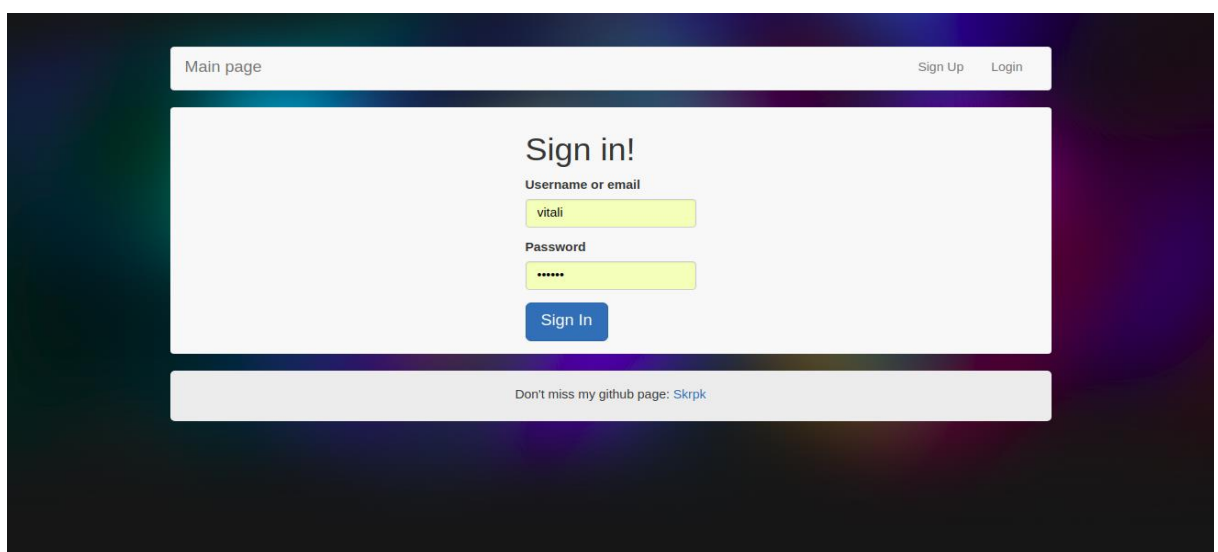 Main page
Sign Up
Login
Sign in!
Username or email
vitali
Password
••••••
Sign In
Don't miss my github page: Skrpk